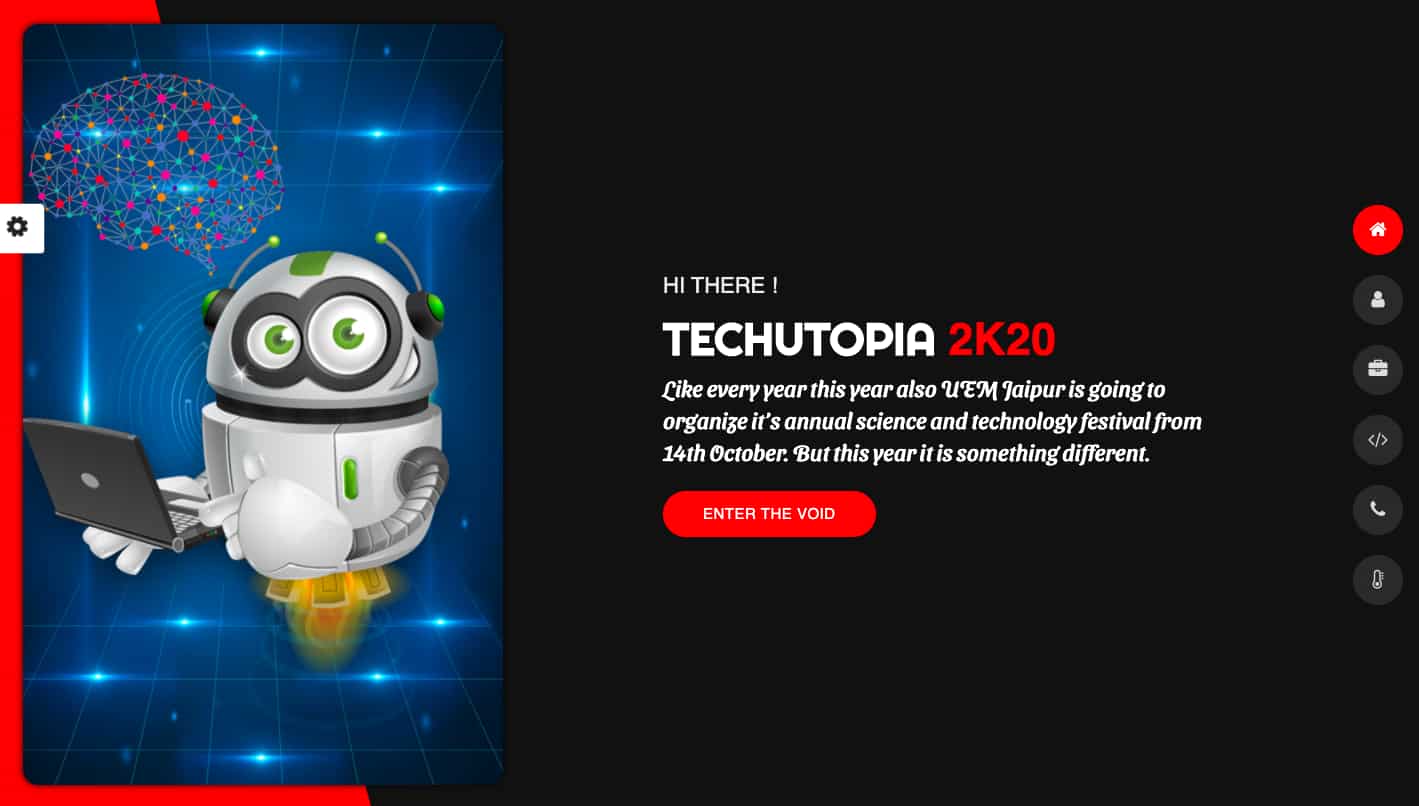 HI THERE !
TECHUTOPIA 2K20
Like every year this year also UEM Jaipur is going to
organize it's annual science and technology festival from
14th October. But this year it is something different.
ENTER THE VOID